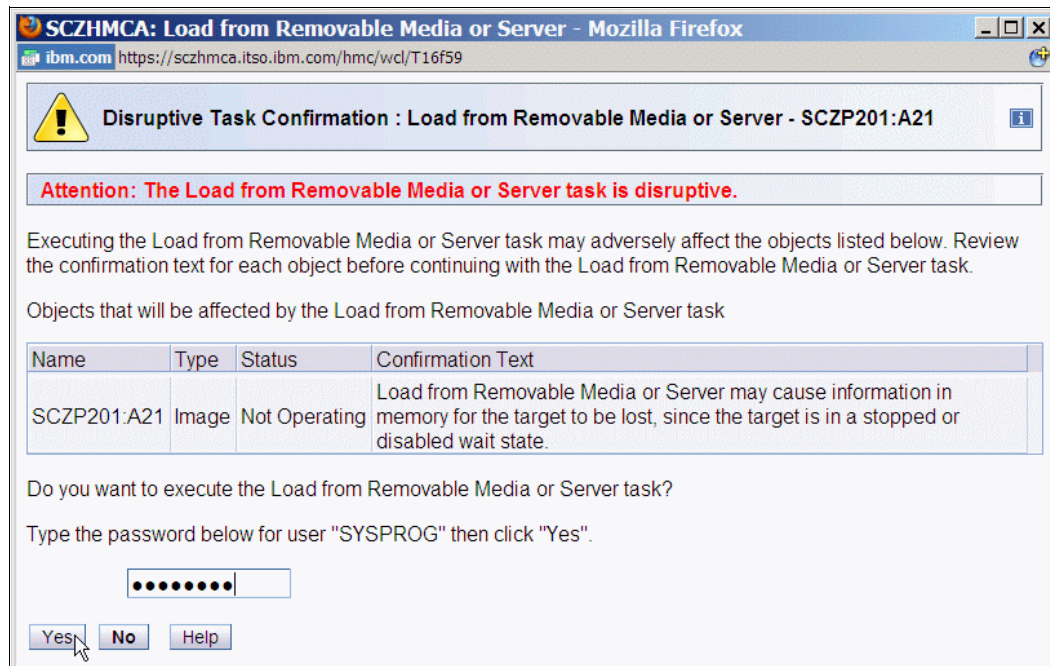 SCZHMCA: Load from Removable Media or Server - Mozilla Firefox
ibm.com https://sczhmca.itso.ibm.com/hmc/wcl/T16f59
Disruptive Task Confirmation : Load from Removable Media or Server - SCZP201:A21
i
Attention: The Load from Removable Media or Server task is disruptive.
Executing the Load from Removable Media or Server task may adversely affect the objects listed below. Review
the confirmation text for each object before continuing with the Load from Removable Media or Server task.
Objects that will be affected by the Load from Removable Media or Server task
Name Type Status Confirmation Text
SCZP201:A21 Image Not Operating Load from Removable Media or Server may cause information in
memory for the target to be lost, since the target is in a stopped or
disabled wait state.
Do you want to execute the Load from Removable Media or Server task?
Type the password below for user "SYSPROG" then click "Yes".
••••••••
Yes No Help